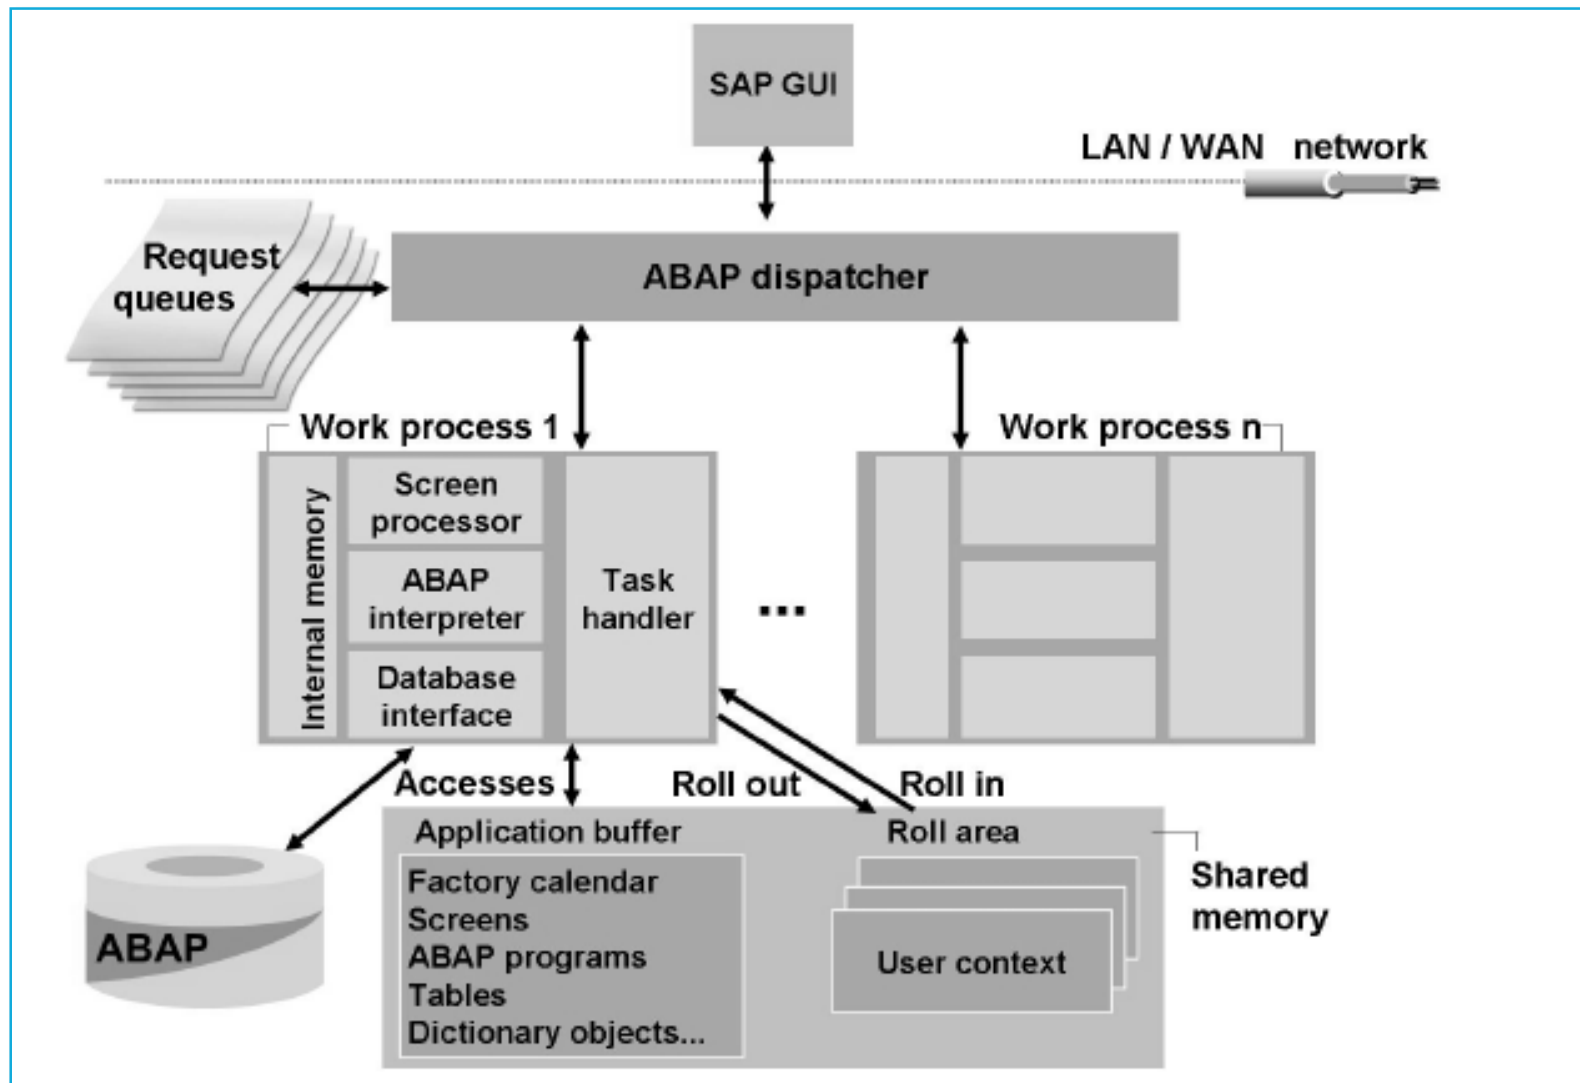 SAP GUI
LAN / WAN network
Request
queues
ABAP dispatcher
Work process 1
Work process n
Internal memory
Screen
processor
ABAP
interpreter
Database
interface
Task
handler
...
Accesses
Roll out
Roll in
Application buffer
Roll area
Factory calendar
Screens
ABAP programs
Tables
Dictionary objects...
User context
Shared
memory
ABAP